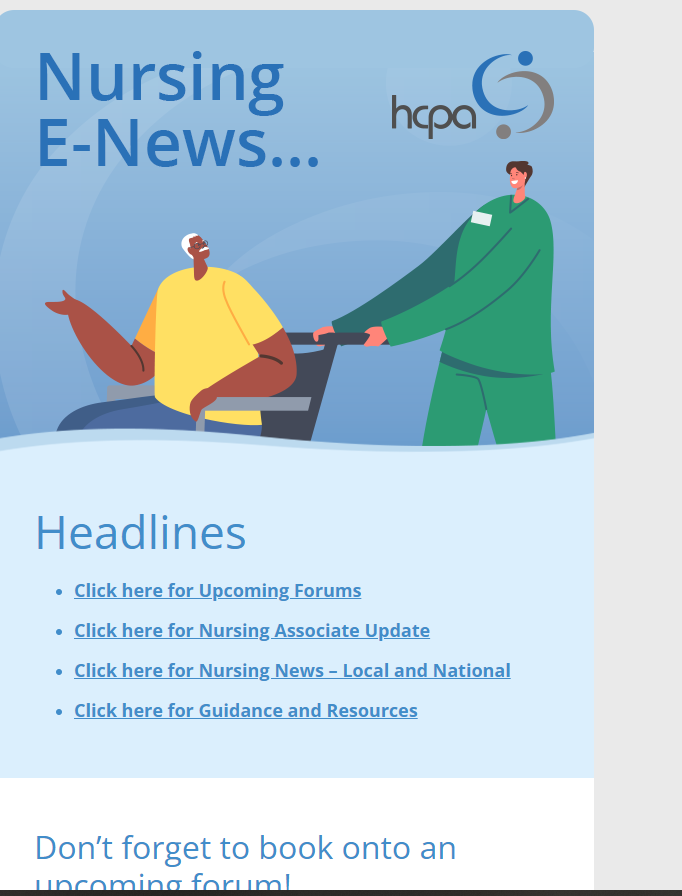 Nursing
E-News...
hcpa
Headlines
Click here for Upcoming Forums
Click here for Nursing Associate Update
Click here for Nursing News – Local and National
Click here for Guidance and Resources
Don’t forget to book onto an
upcoming forum!